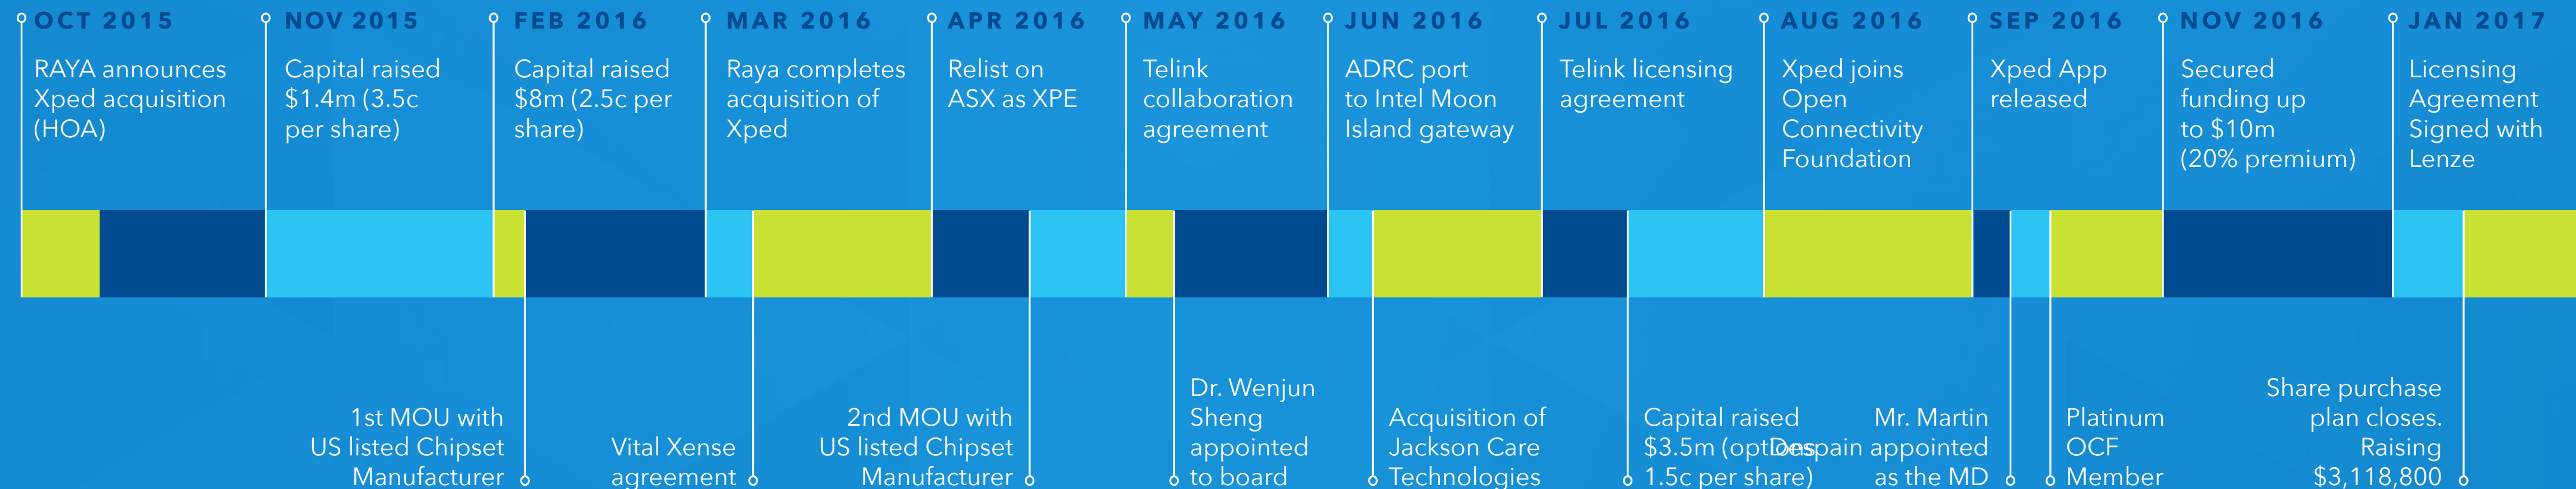 OCT 2015
RAYA announces
Xped acquisition
(HOA)
NOV 2015
Capital raised
$1.4m (3.5c
per share)
FEB 2016
Capital raised
$8m (2.5c per
share)
MAR 2016
Raya completes
acquisition of
Xped
APR 2016
Relist on
ASX as XPE
MAY 2016
Telink
collaboration
agreement
JUN 2016
ADRC port
to Intel Moon
Island gateway
JUL 2016
Telink licensing
agreement
AUG 2016
Xped joins
Open
Connectivity
Foundation
SEP 2016
Xped App
released
NOV 2016
Secured
funding up
to $10m
(20% premium)
JAN 2017
Licensing
Agreement
Signed with
Lenze
1st MOU with
US listed Chipset
Manufacturer
Vital Xense
agreement
2nd MOU with
US listed Chipset
Manufacturer
Dr. Wenjun
Sheng
appointed
to board
Acquisition of
Jackson Care
Technologies
Capital raised
$3.5m (options
1.5c per share)
Mr. Martin
Despain appointed
as the MD
Platinum
OCF
Member
Share purchase
plan closes.
Raising
$3,118,800